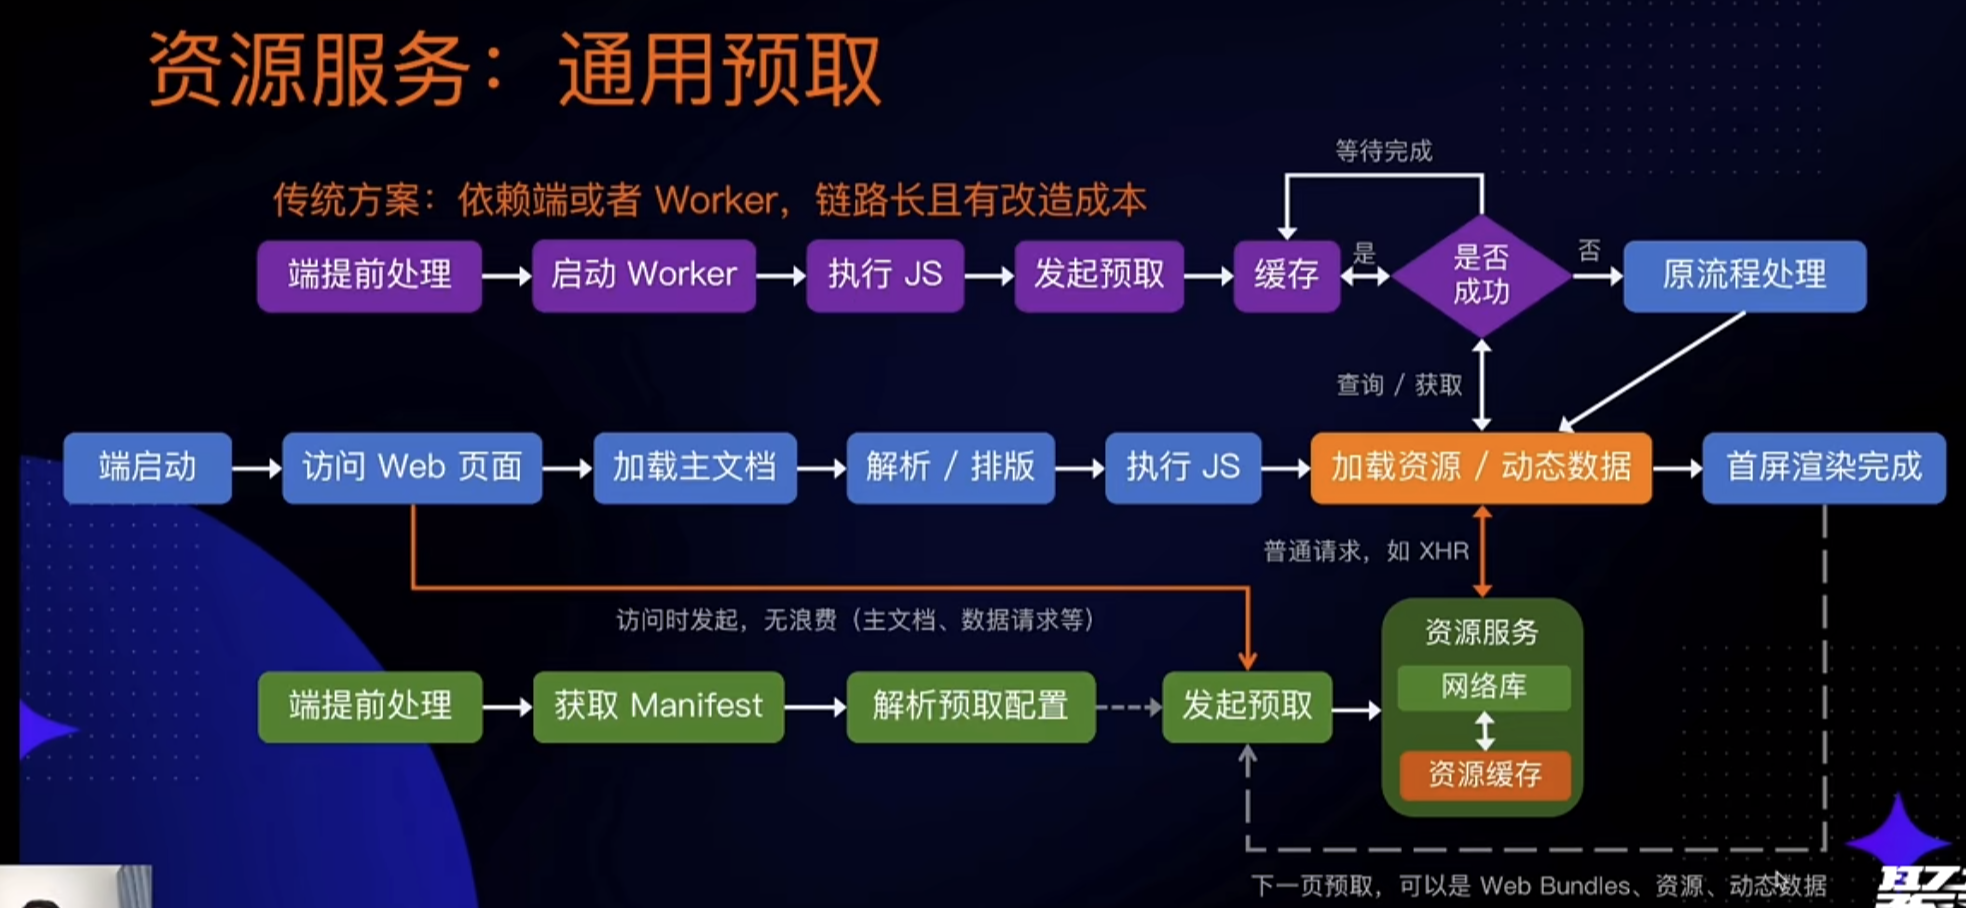 资源服务：通用预取
等待完成
传统方案：依赖端或者 Worker，链路长且有改造成本
端提前处理
启动 Worker
执行 JS
发起预取
缓存
是
是否
成功
否
原流程处理
查询 / 获取
端启动
访问 Web 页面
加载主文档
解析 / 排版
执行 JS
加载资源 / 动态数据
首屏渲染完成
普通请求，如 XHR
访问时发起，无浪费（主文档、数据请求等）
端提前处理
获取 Manifest
解析预取配置
发起预取
资源服务
网络库
资源缓存
下一页预取，可以是 Web Bundles、资源、动态数据